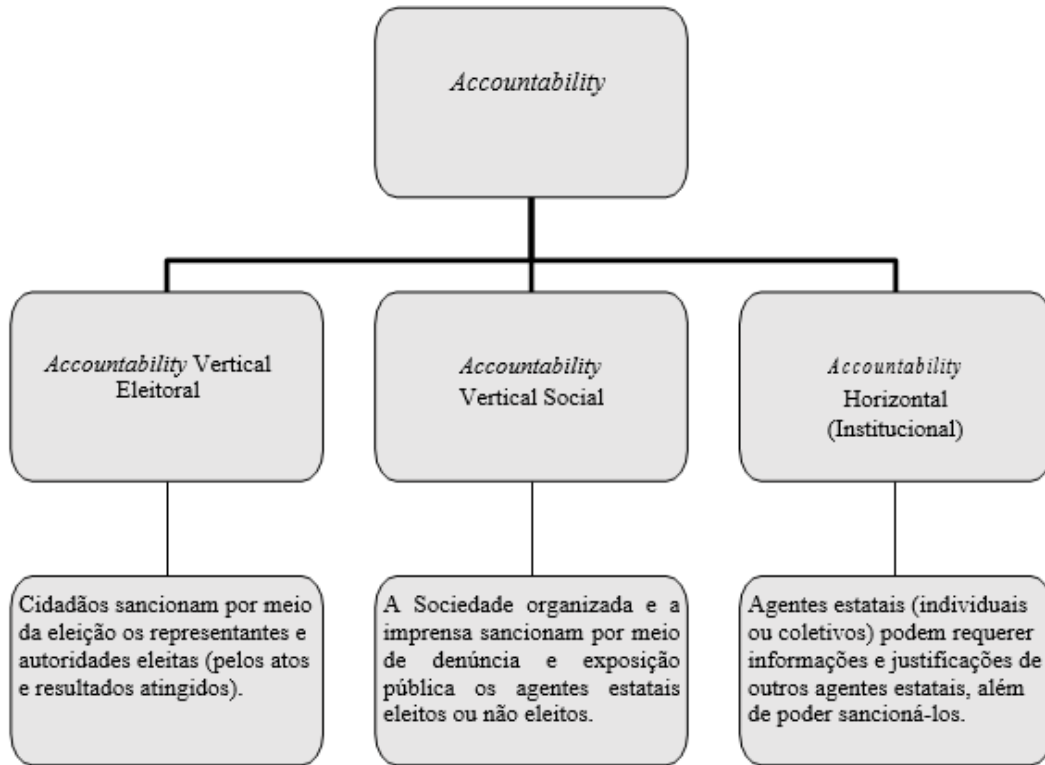 Accountability
Accountability Vertical
Eleitoral
Accountability
Vertical Social
Accountability
Horizontal
(Institucional)
Cidadãos sancionam por meio
da eleição os representantes e
autoridades eleitas (pelos atos
e resultados atingidos).
A Sociedade organizada e a
imprensa sancionam por meio
de denúncia e exposição
pública os agentes estatais
eleitos ou não eleitos.
Agentes estatais (individuais
ou coletivos) podem requerer
informações e justificações de
outros agentes estatais, além
de poder sancioná-los.